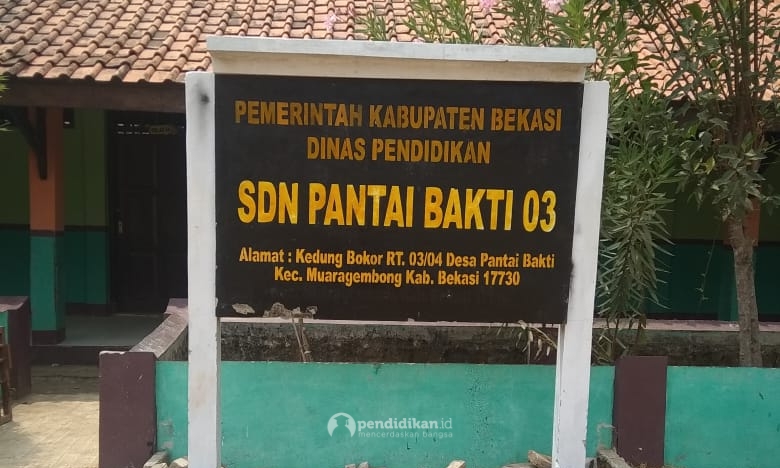 PEMERINTAH KABUPATEN BEKASI
DINAS PENDIDIKAN
SDN PANTAI BAKTI 03
Alamat : Kedung Bokor RT. 03/04 Desa Pantai Bakti
Kec. Muaragembong Kab. Bekasi 17730
pendidikan.id
mencerdaskan bangsa